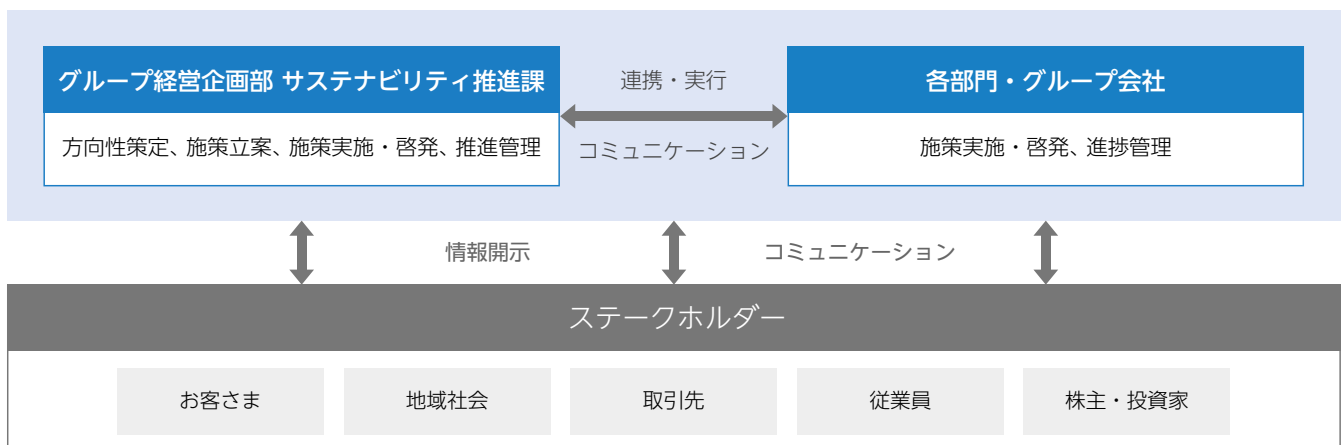 グループ経営企画部 サステナビリティ推進課
連携・実行
各部門・グループ会社
方向性策定、施策立案、施策実施・啓発、推進管理
コミュニケーション
施策実施・啓発、進捗管理
情報開示
コミュニケーション
ステークホルダー
お客さま
地域社会
取引先
従業員
株主・投資家